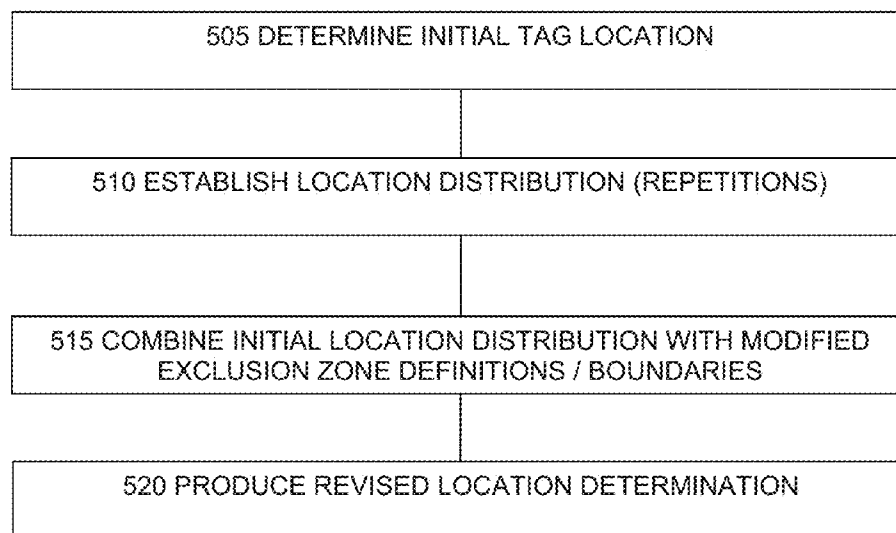 505 DETERMINE INITIAL TAG LOCATION
510 ESTABLISH LOCATION DISTRIBUTION (REPETITIONS)
515 COMBINE INITIAL LOCATION DISTRIBUTION WITH MODIFIED
EXCLUSION ZONE DEFINITIONS / BOUNDARIES
520 PRODUCE REVISED LOCATION DETERMINATION